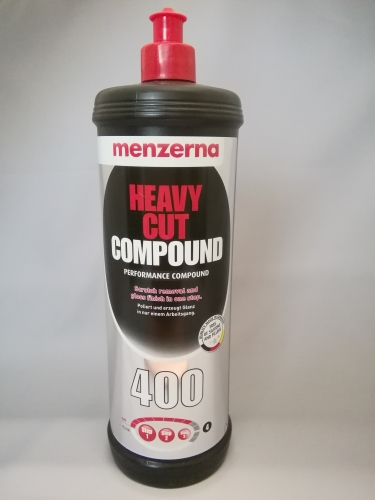 menzerna
HEAVY
CUT
COMPOUND
PERFORMANCE COMPOUND
Scratch removal and
gloss finish in one step.
Poliert und erzeugt Glanz
in nur einem Arbeitsgang.
400